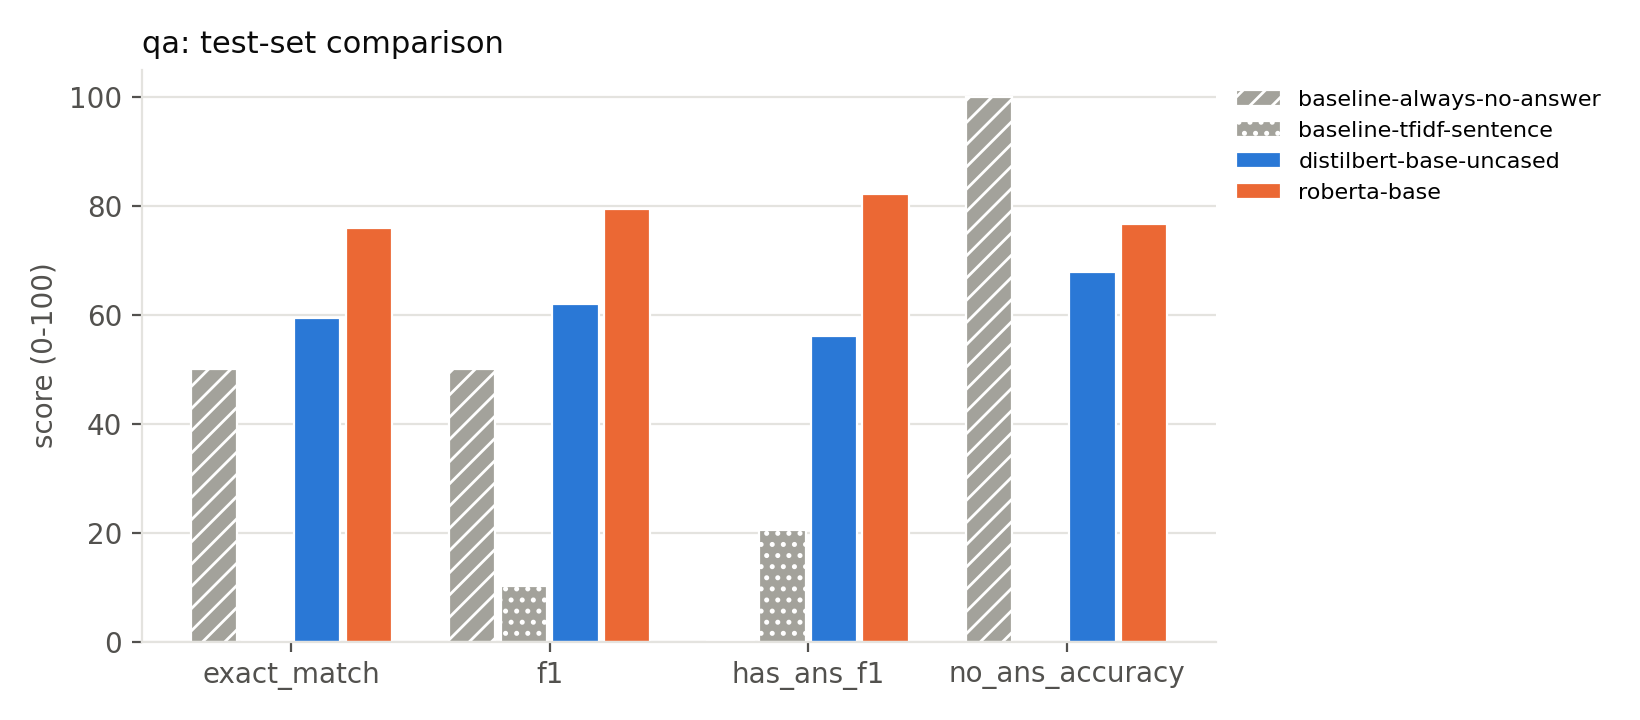 qa: test-set comparison
score (0-100)
100
80
60
40
20
0
exact_match
f1
has_ans_f1
no_ans_accuracy
baseline-always-no-answer
baseline-tfidf-sentence
distilbert-base-uncased
roberta-base